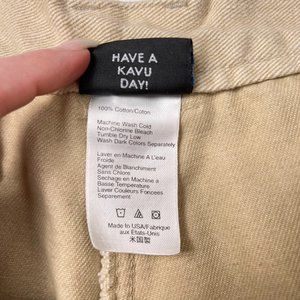 HAVE A
KAVU
DAY!
100% Cotton/Coton
Machine Wash Cold
Non-Chlorine Bleach
Tumble Dry Low
Wash Dark Colors Separately
Laver en Machine A L'eau
Froide
Agent de Blanchiment
Sans Chlore
Sechage en Machine a
Basse Temperature
Laver Couleurs Foncées
Separement
Made in USA/Fabrique
aux Etats-Unis
米国製